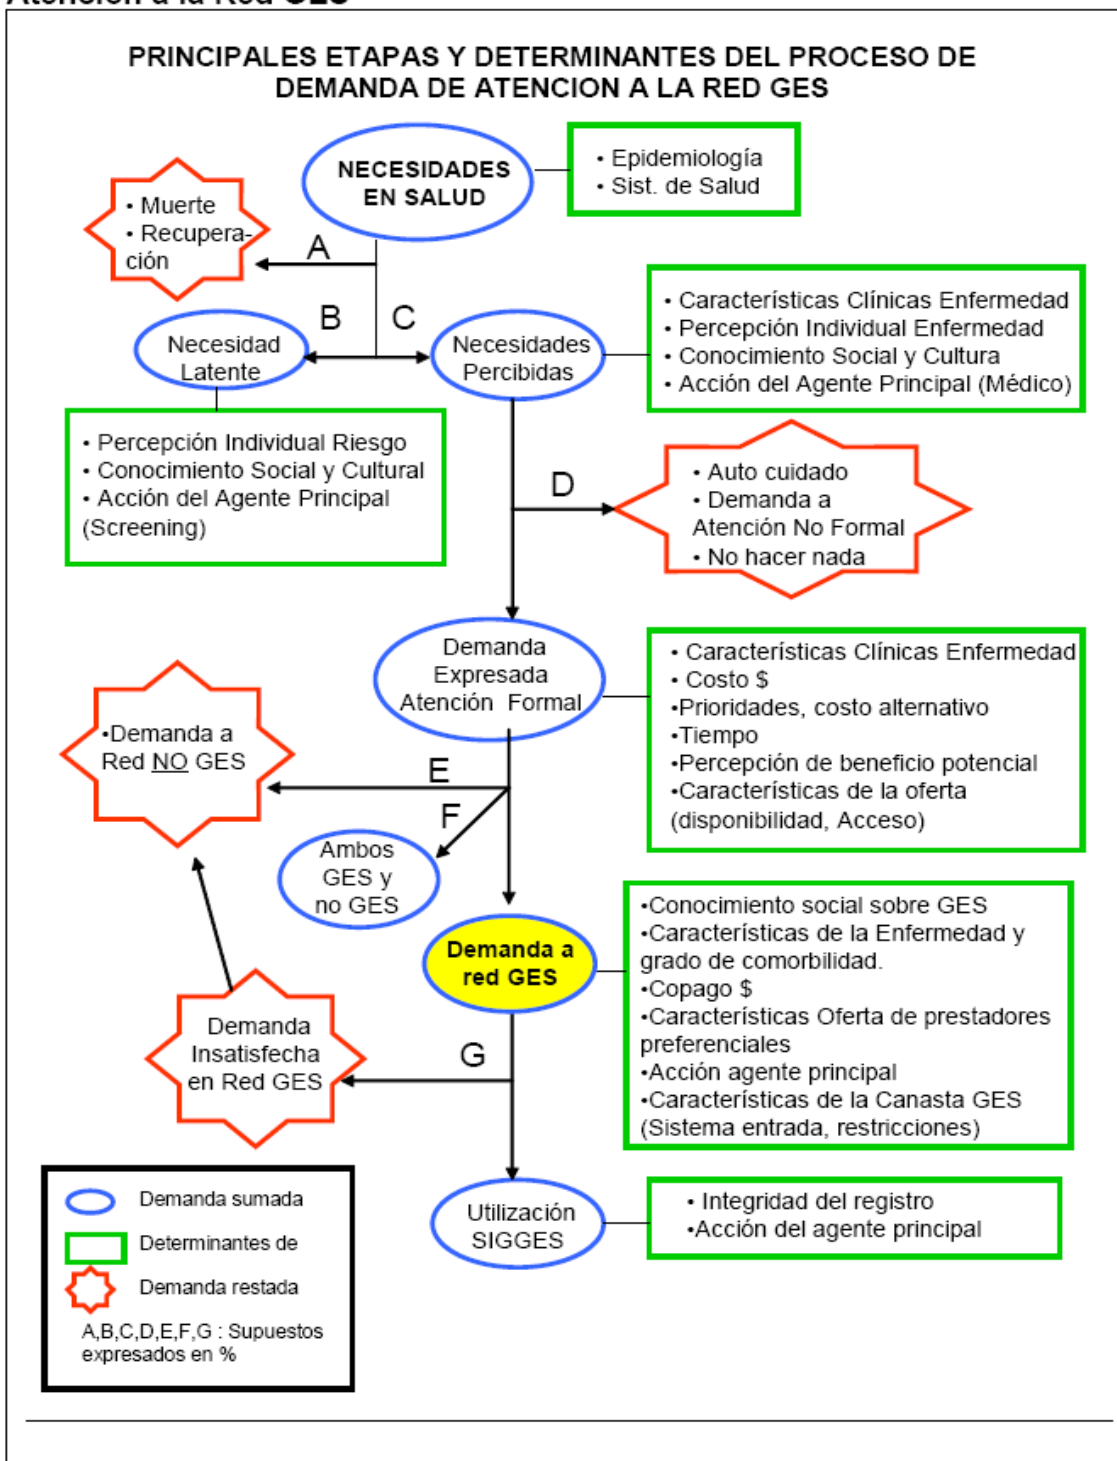 Atención a la Red GES
PRINCIPALES ETAPAS Y DETERMINANTES DEL PROCESO DE
DEMANDA DE ATENCION A LA RED GES
NECESIDADES
EN SALUD
• Epidemiología
• Sist. de Salud
• Muerte
• Recupera-
ción
A
B
C
Necesidad
Latente
Necesidades
Percibidas
• Características Clínicas Enfermedad
• Percepción Individual Enfermedad
• Conocimiento Social y Cultura
• Acción del Agente Principal (Médico)
• Percepción Individual Riesgo
• Conocimiento Social y Cultural
• Acción del Agente Principal
(Screening)
D
• Auto cuidado
• Demanda a
Atención No Formal
• No hacer nada
Demanda
Expresada
Atención Formal
• Características Clínicas Enfermedad
• Costo $
•Prioridades, costo alternativo
•Tiempo
•Percepción de beneficio potencial
•Características de la oferta
(disponibilidad, Acceso)
•Demanda a
Red NO GES
E
F
Ambos
GES y
no GES
Demanda a
red GES
•Conocimiento social sobre GES
•Características de la Enfermedad y
grado de comorbilidad.
•Copago $
•Características Oferta de prestadores
preferenciales
•Acción agente principal
•Características de la Canasta GES
(Sistema entrada, restricciones)
Demanda
Insatisfecha
en Red GES
G
Utilización
SIGGES
• Integridad del registro
•Acción del agente principal
Demanda sumada
Determinantes de
Demanda restada
A,B,C,D,E,F,G : Supuestos
expresados en %